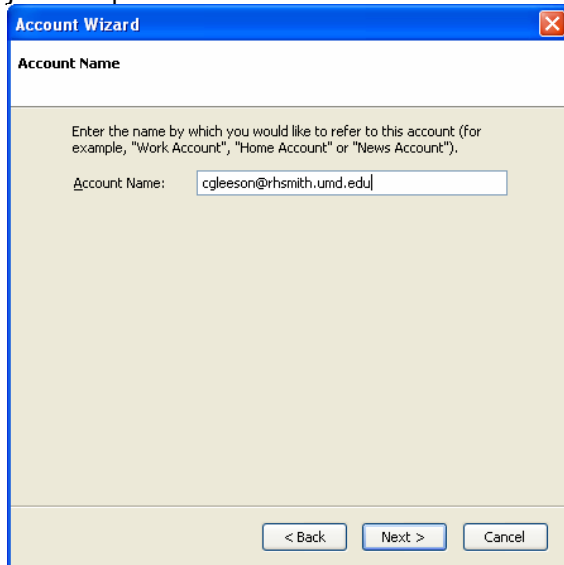 Account Wizard
Account Name
Enter the name by which you would like to refer to this account (for
example, "Work Account", "Home Account" or "News Account").
Account Name: cgleeson@rhsmith.umd.edu
< Back Next > Cancel